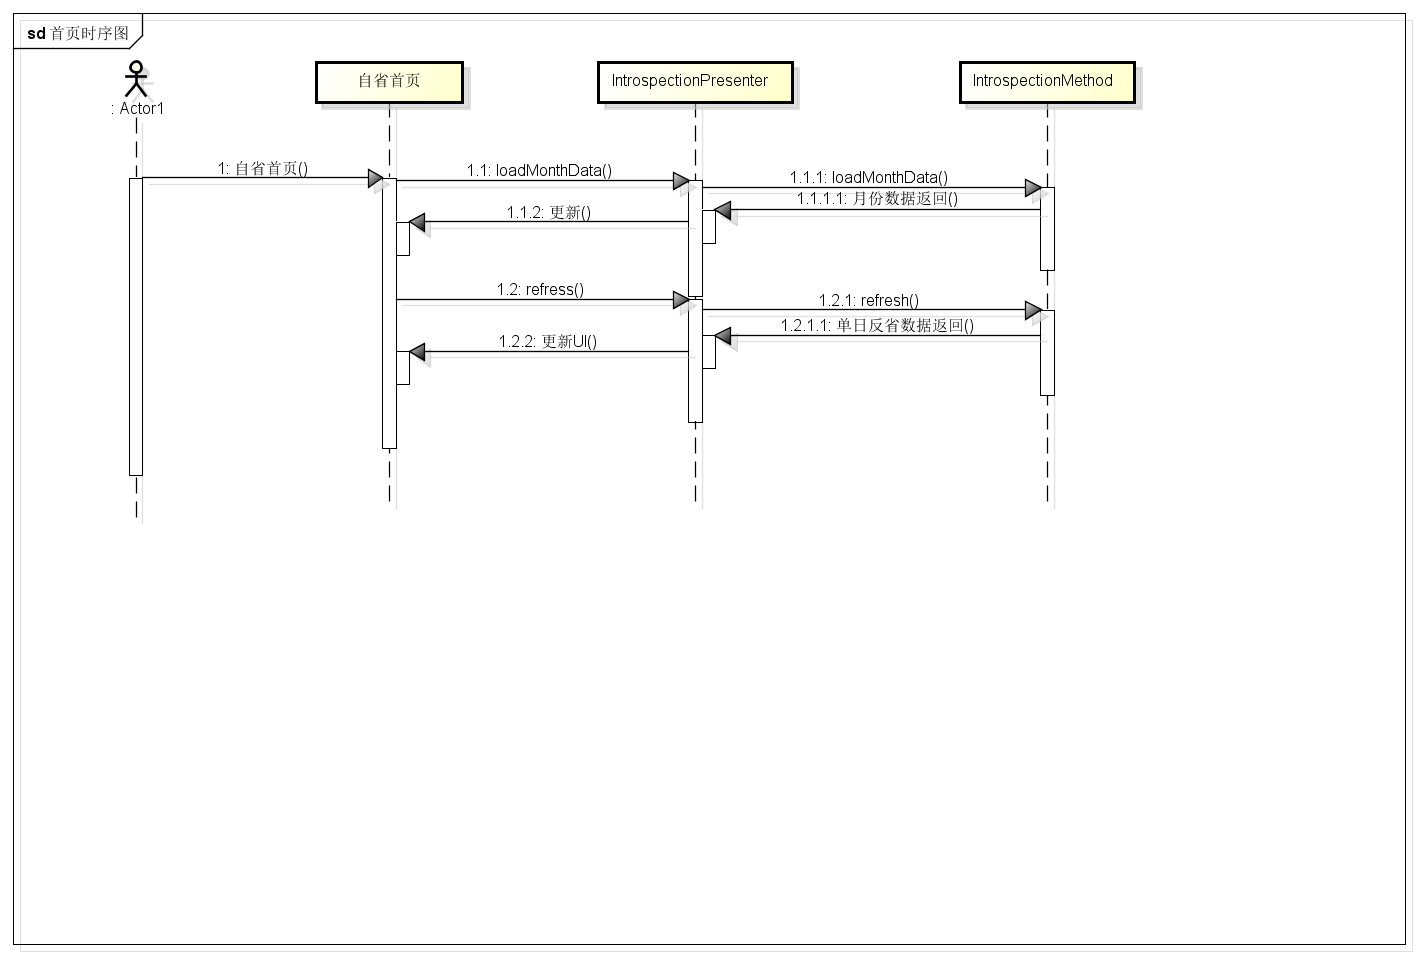 sd 首页时序图
: Actor1
自省首页
IntrospectionPresenter
IntrospectionMethod
1: 自省首页()
1.1: loadMonthData()
1.1.1: loadMonthData()
1.1.1.1: 月份数据返回()
1.1.2: 更新()
1.2: refress()
1.2.1: refresh()
1.2.1.1: 单日反省数据返回()
1.2.2: 更新UI()